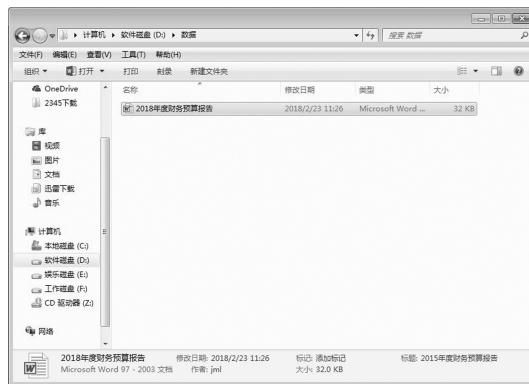 计算机 ▸ 软件磁盘 (D:) ▸ 数据 搜索 数据
文件(F) 编辑(E) 查看(V) 工具(T) 帮助(H)
组织 打开 打印 刻录 新建文件夹
OneDrive
2345下载
库
视频
图片
文档
迅雷下载
音乐
计算机
本地磁盘 (C:)
软件磁盘 (D:)
娱乐磁盘 (E:)
工作磁盘 (F:)
CD 驱动器 (Z:)
网络
名称 修改日期 类型 大小
2018年度财务预算报告 2018/2/23 11:26 Microsoft Word ... 32 KB
2018年度财务预算报告 修改日期: 2018/2/23 11:26 标记: 添加标记 标题: 2015年度财务预算报告
Microsoft Word 97 - 2003 文档 作者: jml 大小: 32.0 KB